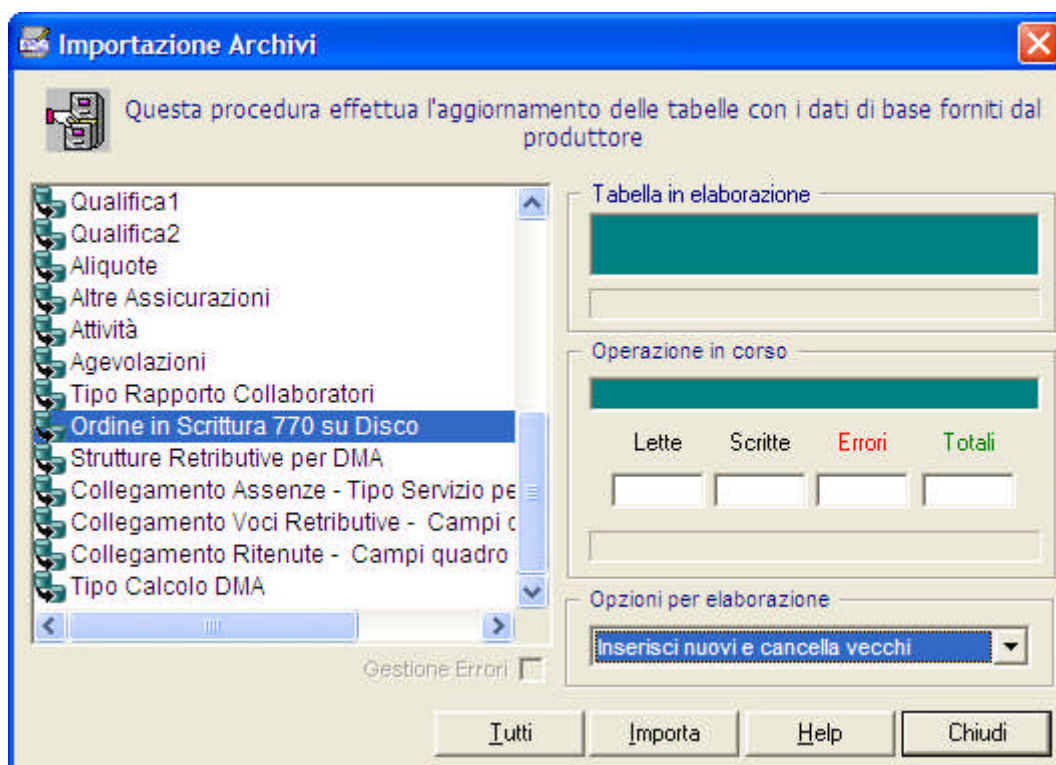 Importazione Archivi
Questa procedura effettua l'aggiornamento delle tabelle con i dati di base forniti dal
produttore
Qualifica1
Qualifica2
Aliquote
Altre Assicurazioni
Attività
Agevolazioni
Tipo Rapporto Collaboratori
Ordine in Scrittura 770 su Disco
Strutture Retributive per DMA
Collegamento Assenze - Tipo Servizio pe
Collegamento Voci Retributive - Campi
Collegamento Ritenute - Campi quadro
Tipo Calcolo DMA
Gestione Errori
Tabella in elaborazione
Operazione in corso
Lette Scritte Errori Totali
Opzioni per elaborazione
Inserisci nuovi e cancella vecchi
Tutti Importa Help Chiudi